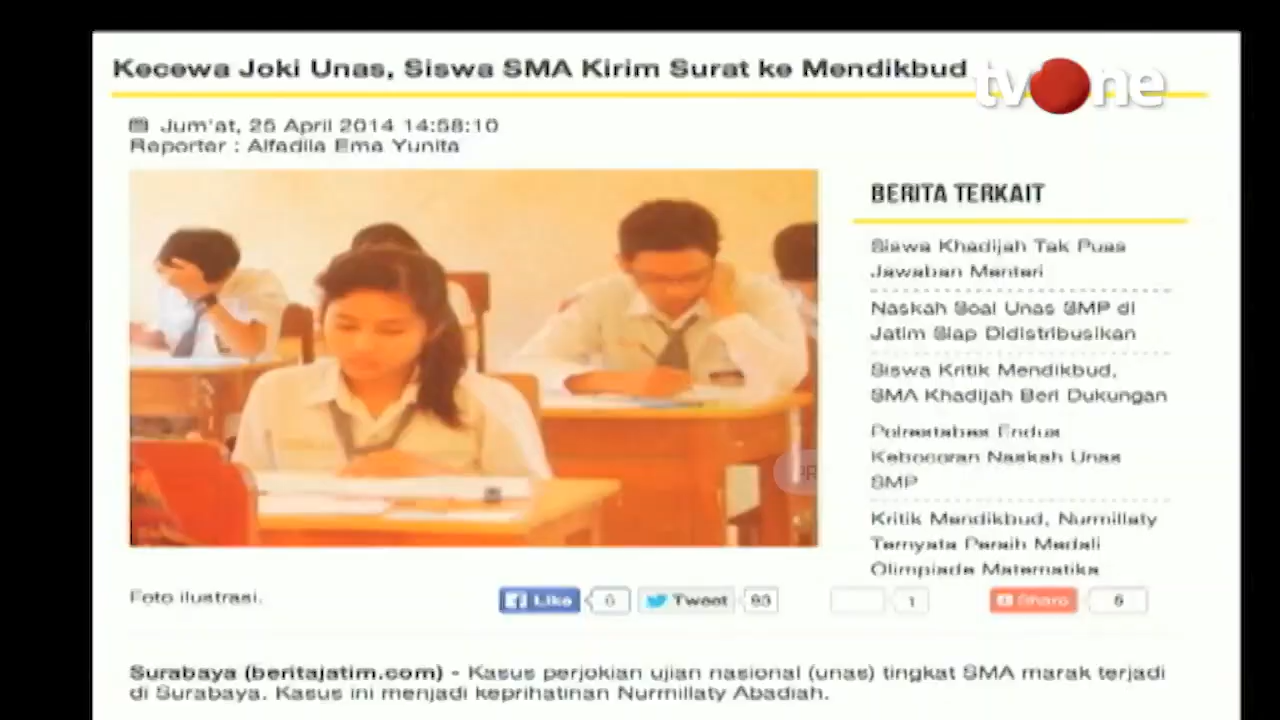 Kecewa Joki Unas, Siswa SMA Kirim Surat ke Mendikbud
tvOne
Jum'at, 25 April 2014 14:58:10
Reporter : Alfadila Ema Yunita
BERITA TERKAIT
Siswa Khadijah Tak Puas
Jawaban Menteri
Naskah Soal Unas SMP di
Jatim Siap Didistribusikan
Siswa Kritik Mendikbud,
SMA Khadijah Beri Dukungan
Polrestabes Endus
Kebocoran Naskah Unas
SMP
Kritik Mendikbud, Nurmillaty
Ternyata Peraih Medali
Olimpiade Matematika
Foto ilustrasi.
Like 6
Tweet 93
1
Share 6
Surabaya (beritajatim.com) - Kasus perjokian ujian nasional (unas) tingkat SMA marak terjadi
di Surabaya. Kasus ini menjadi keprihatinan Nurmillaty Abadiah.